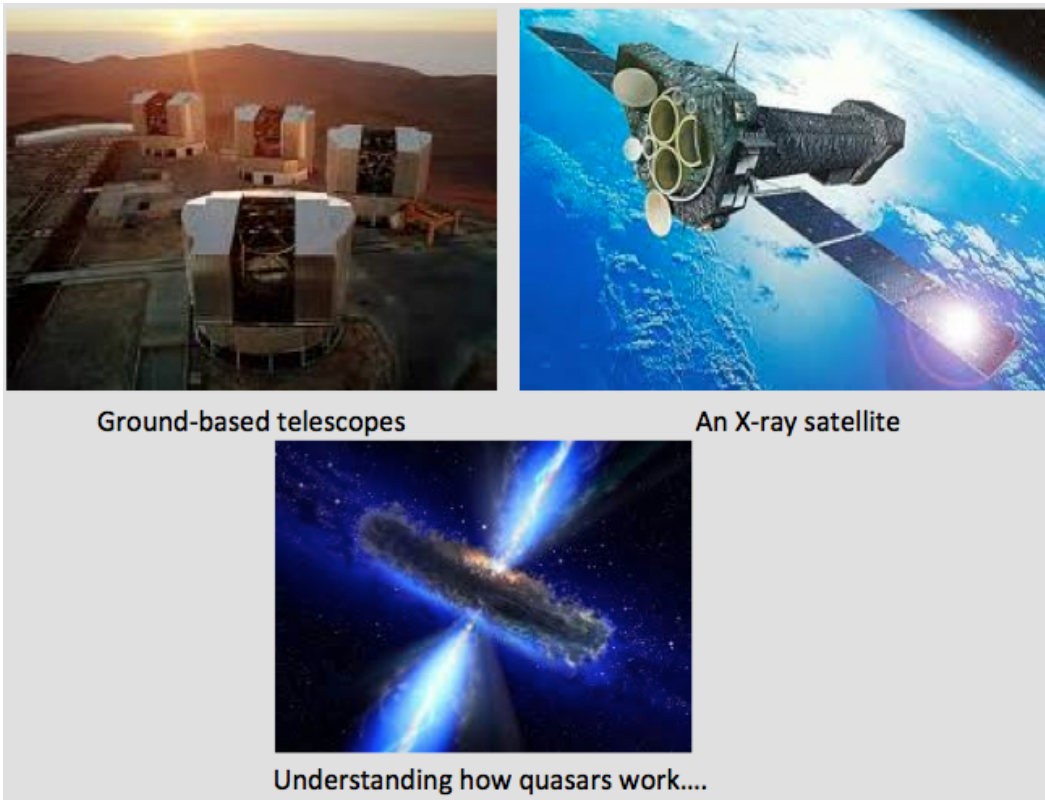 Ground-based telescopes
An X-ray satellite
Understanding how quasars work....